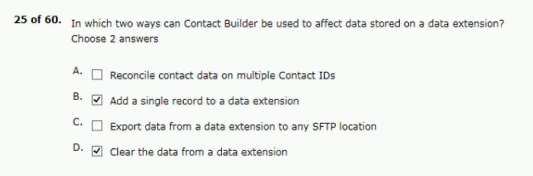 25 of 60. In which two ways can Contact Builder be used to affect data stored on a data extension?
Choose 2 answers
A. Reconcile contact data on multiple Contact IDs
B. Add a single record to a data extension
C. Export data from a data extension to any SFTP location
D. Clear the data from a data extension